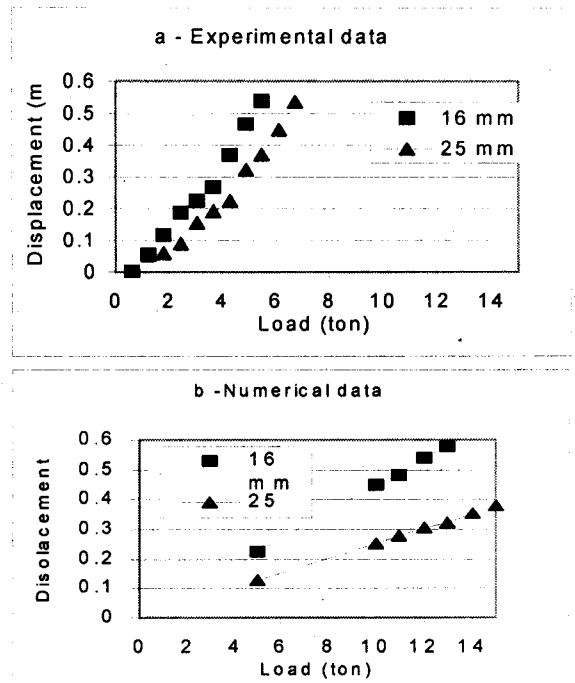 a - Experimental data
Displacement (m
0.6
0.5
0.4
0.3
0.2
0.1
0
16 mm
25 mm
0 2 4 6 8 10 12 14
Load (ton)
b -Numerical data
Disolacement
0.6
0.5
0.4
0.3
0.2
0.1
0
16
mm
25
0 2 4 6 8 10 12 14
Load (ton)